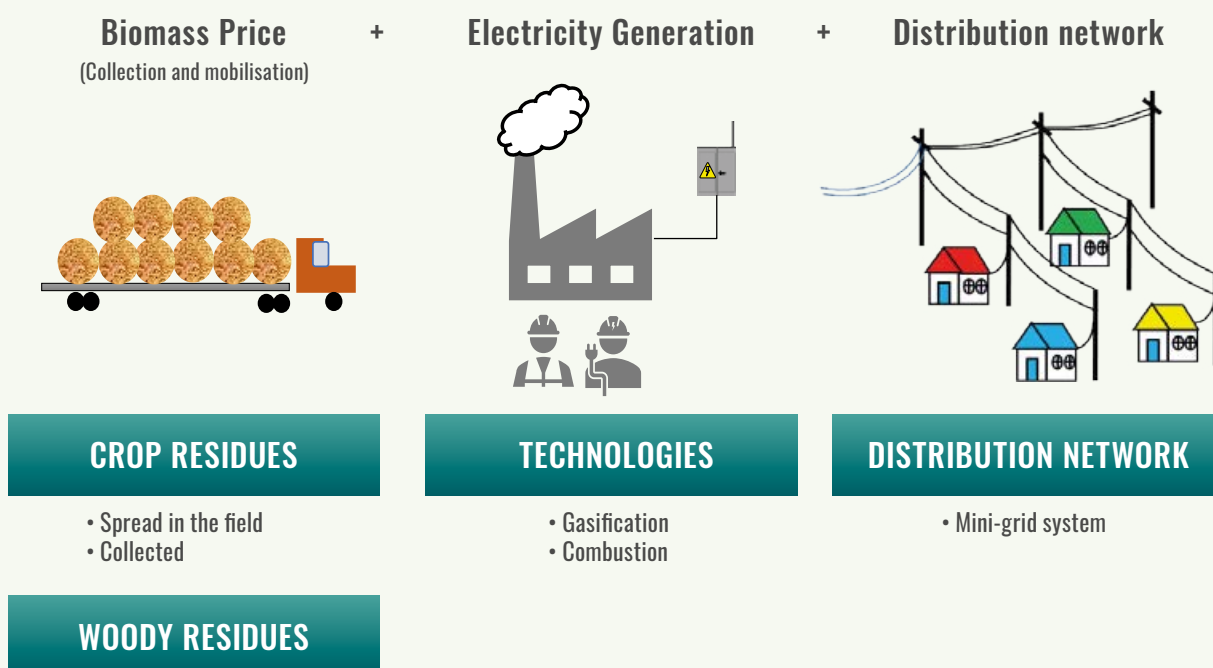 Biomass Price + Electricity Generation + Distribution network
(Collection and mobilisation)
CROP RESIDUES
• Spread in the field
• Collected
WOODY RESIDUES
TECHNOLOGIES
• Gasification
• Combustion
DISTRIBUTION NETWORK
• Mini-grid system